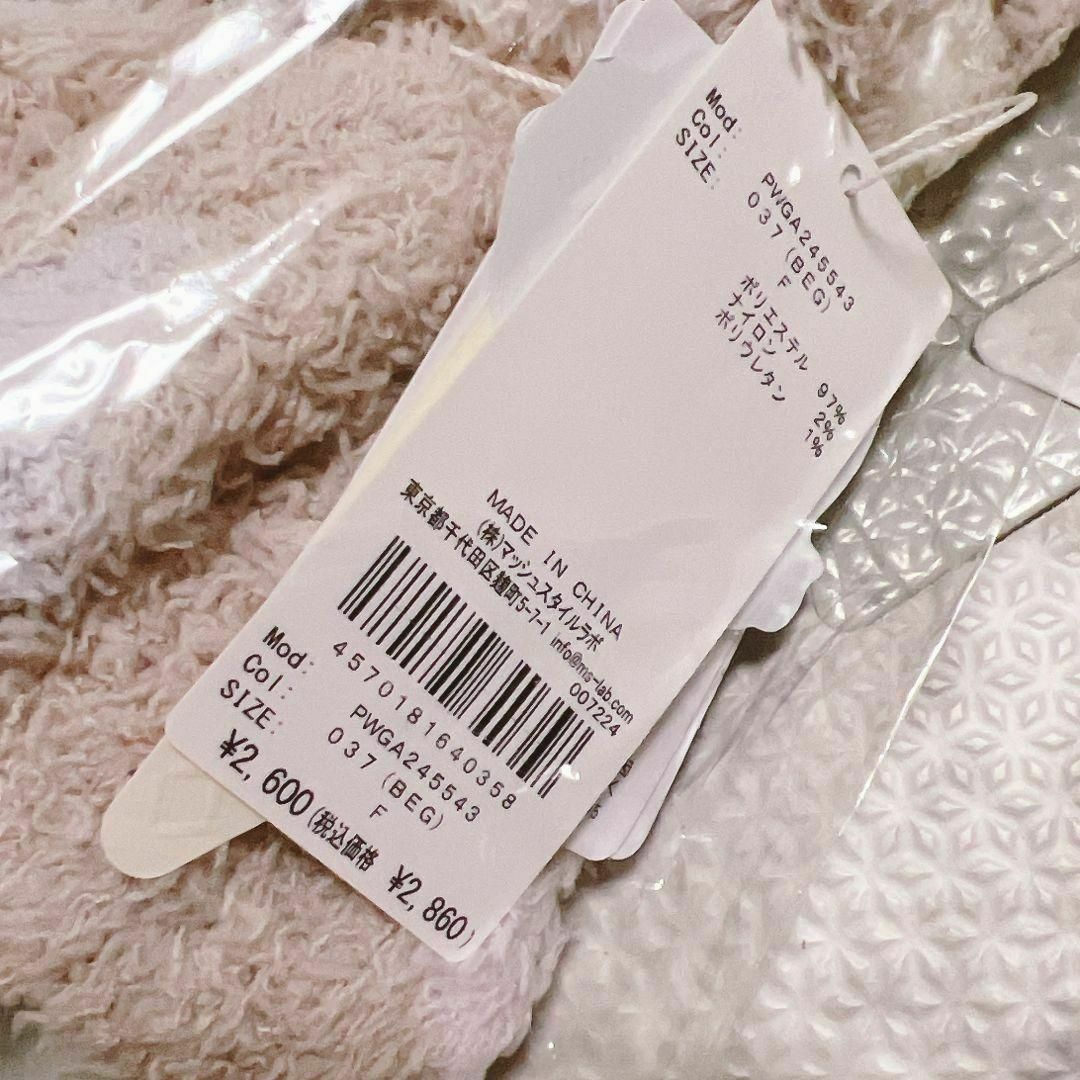 Mod: PWGA245543
Col: 037(BEG)
SIZE: F
ポリエステル 97%
ナイロン 2%
ポリウレタン 1%
MADE IN CHINA
(株)マッシュスタイルラボ
東京都千代田区麹町5-7-1 info@ms-lab.com
007224
4570181640358
Mod: PWGA245543
Col: 037(BEG)
SIZE: F
¥2,600(税込価格 ¥2,860)